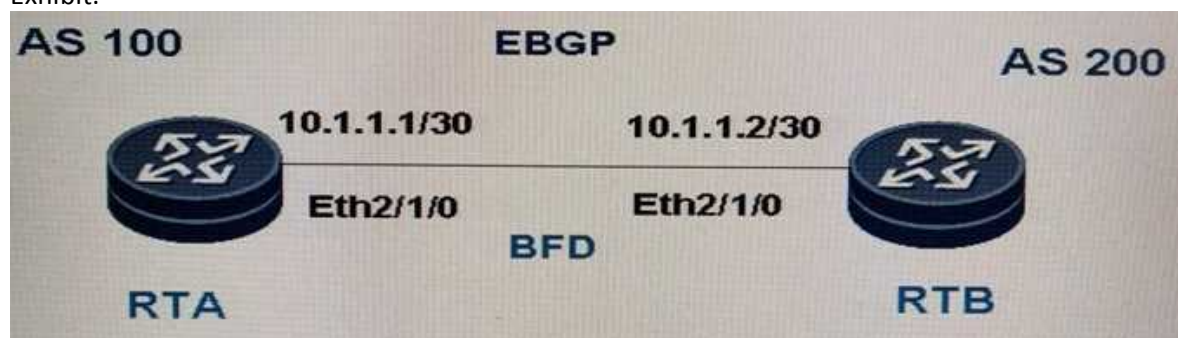 AS 100
EBGP
AS 200
10.1.1.1/30
10.1.1.2/30
Eth2/1/0
Eth2/1/0
BFD
RTA
RTB